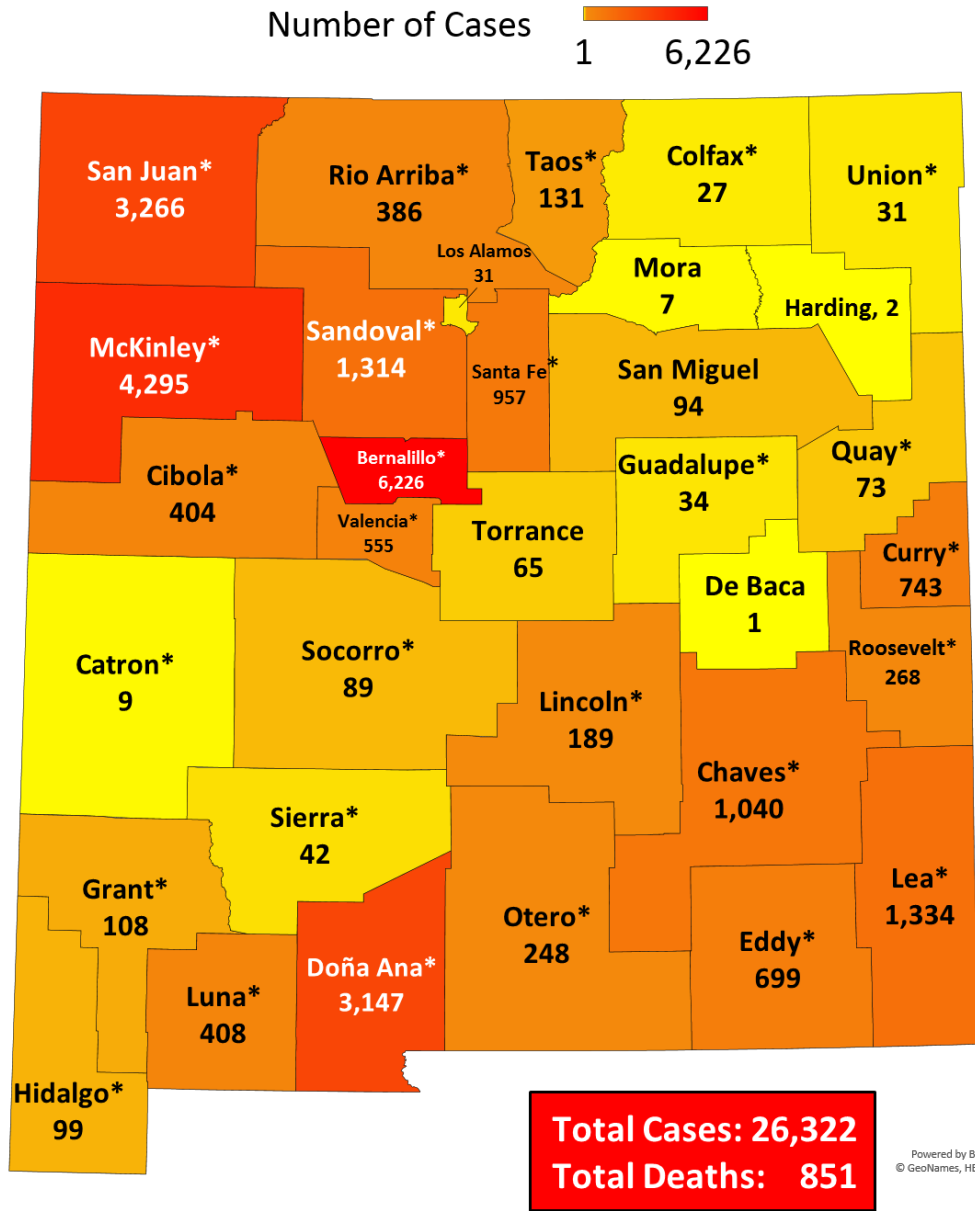 Number of Cases
1 6,226
San Juan*
3,266
Rio Arriba*
386
Taos*
131
Colfax*
27
Union*
31
Los Alamos
31
Mora
7
Harding, 2
McKinley*
4,295
Sandoval*
1,314
Santa Fe*
957
San Miguel
94
Bernalillo*
6,226
Cibola*
404
Valencia*
555
Torrance
65
Guadalupe*
34
Quay*
73
Curry*
743
De Baca
1
Roosevelt*
268
Catron*
9
Socorro*
89
Lincoln*
189
Chaves*
1,040
Sierra*
42
Grant*
108
Otero*
248
Lea*
1,334
Eddy*
699
Doña Ana*
3,147
Luna*
408
Hidalgo*
99
Total Cases: 26,322
Total Deaths: 851
Powered by B
© GeoNames, HE